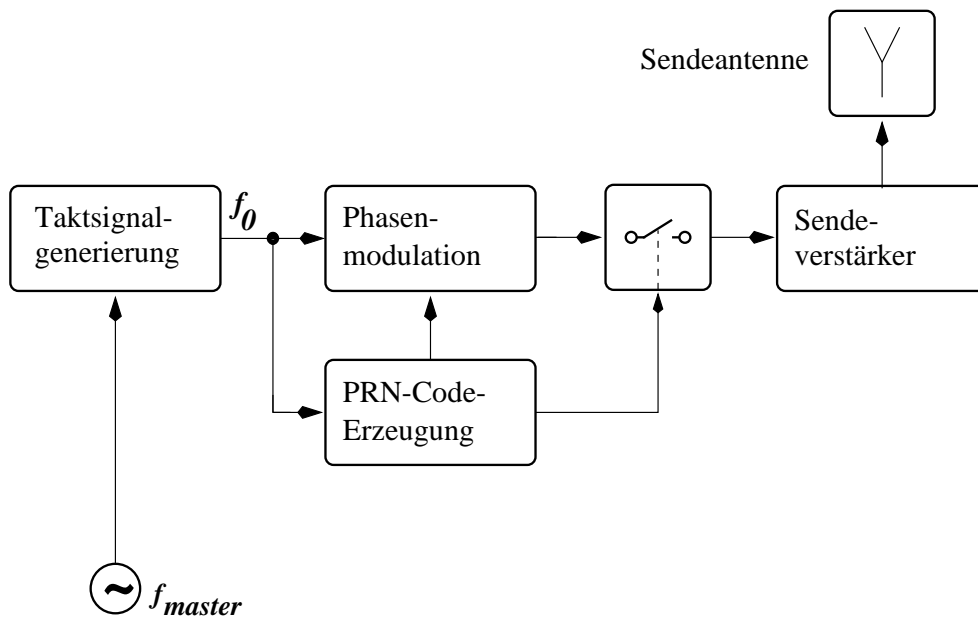 Sendeantenne
Taktsignal-
generierung
f0
Phasen-
modulation
Sende-
verstärker
PRN-Code-
Erzeugung
~
fmaster